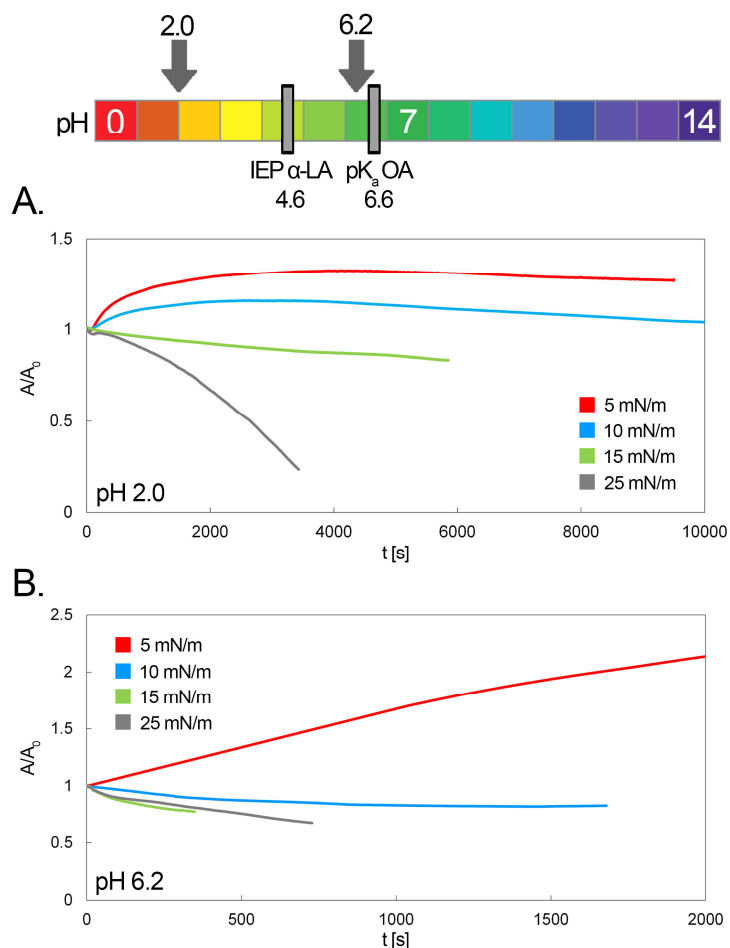 2.0 6.2
pH 0 7 14
IEP α-LA pKₐ OA
4.6 6.6
A.
1.5
1
0.5
0
A/A₀
5 mN/m
10 mN/m
15 mN/m
25 mN/m
pH 2.0
0 2000 4000 6000 8000 10000
t [s]
B.
2.5
2
1.5
1
0.5
0
A/A₀
5 mN/m
10 mN/m
15 mN/m
25 mN/m
pH 6.2
0 500 1000 1500 2000
t [s]